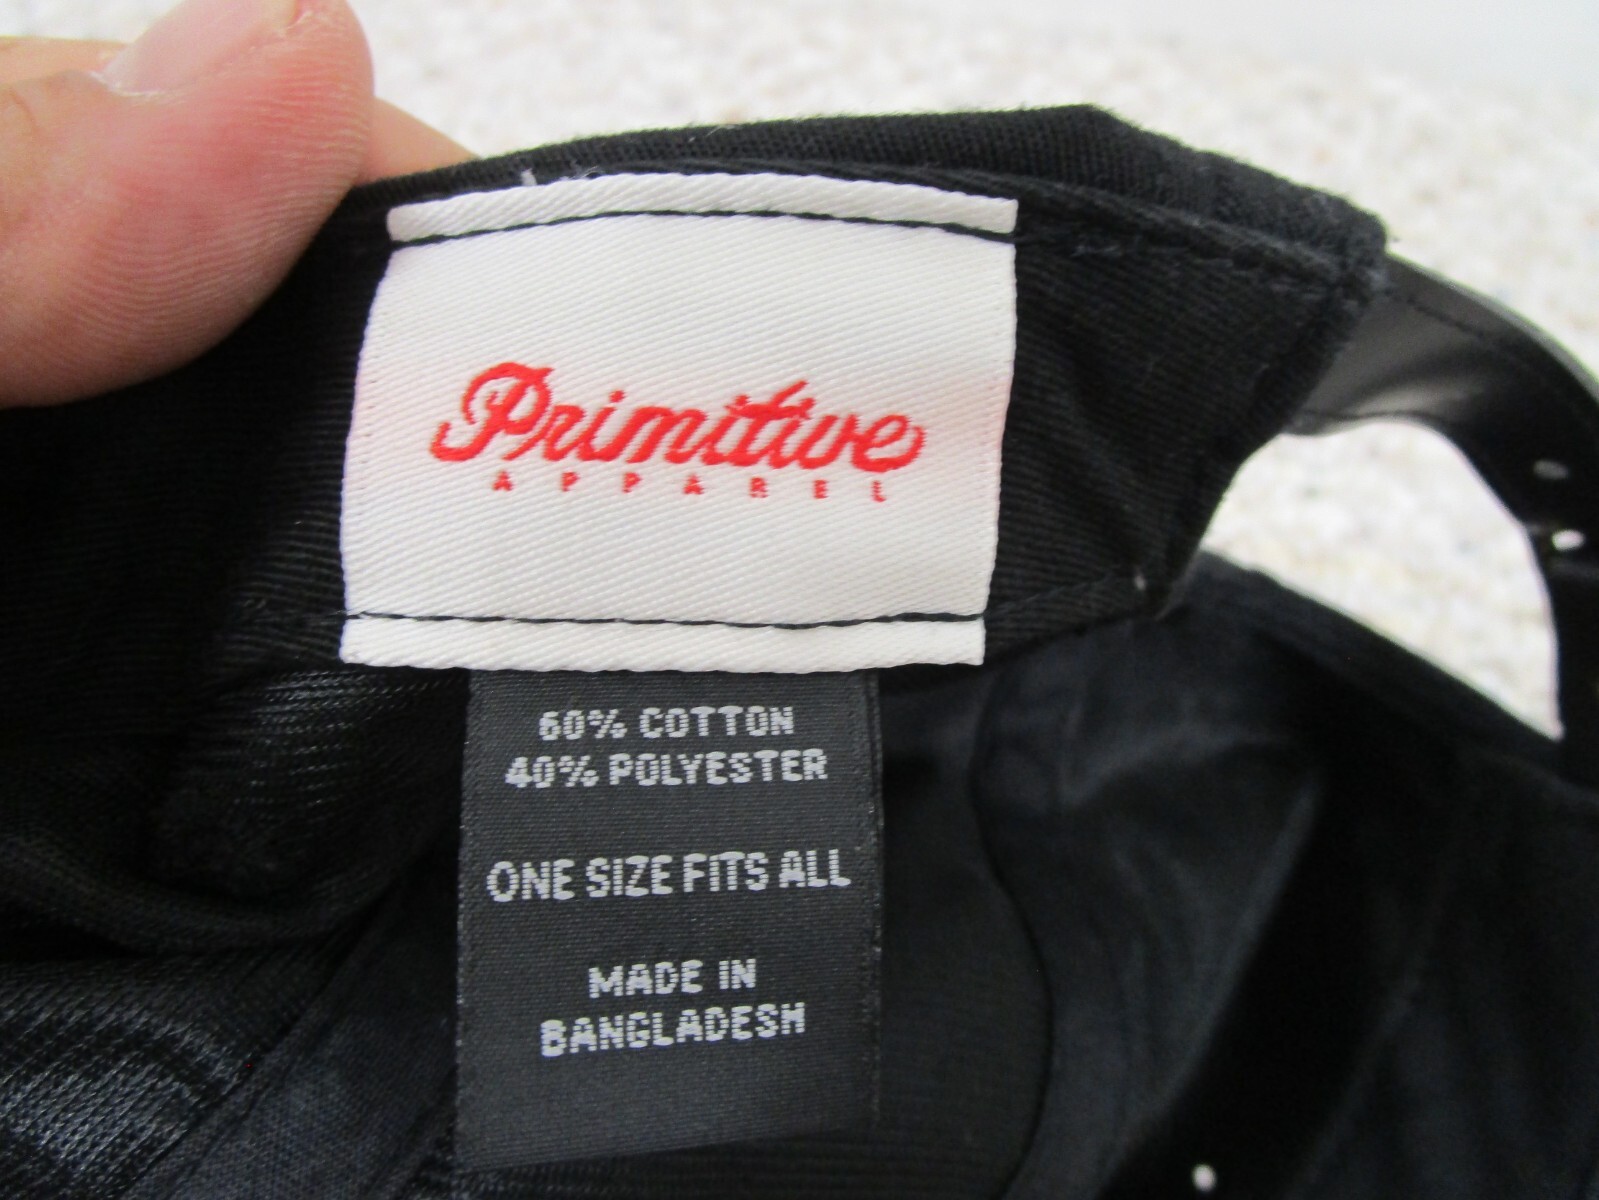 Primitive
APPAREL
60% COTTON
40% POLYESTER
ONE SIZE FITS ALL
MADE IN
BANGLADESH